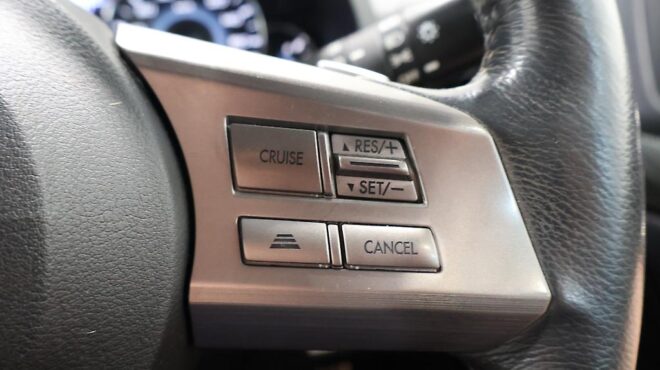 CRUISE
▲ RES/+
▼ SET/−
CANCEL